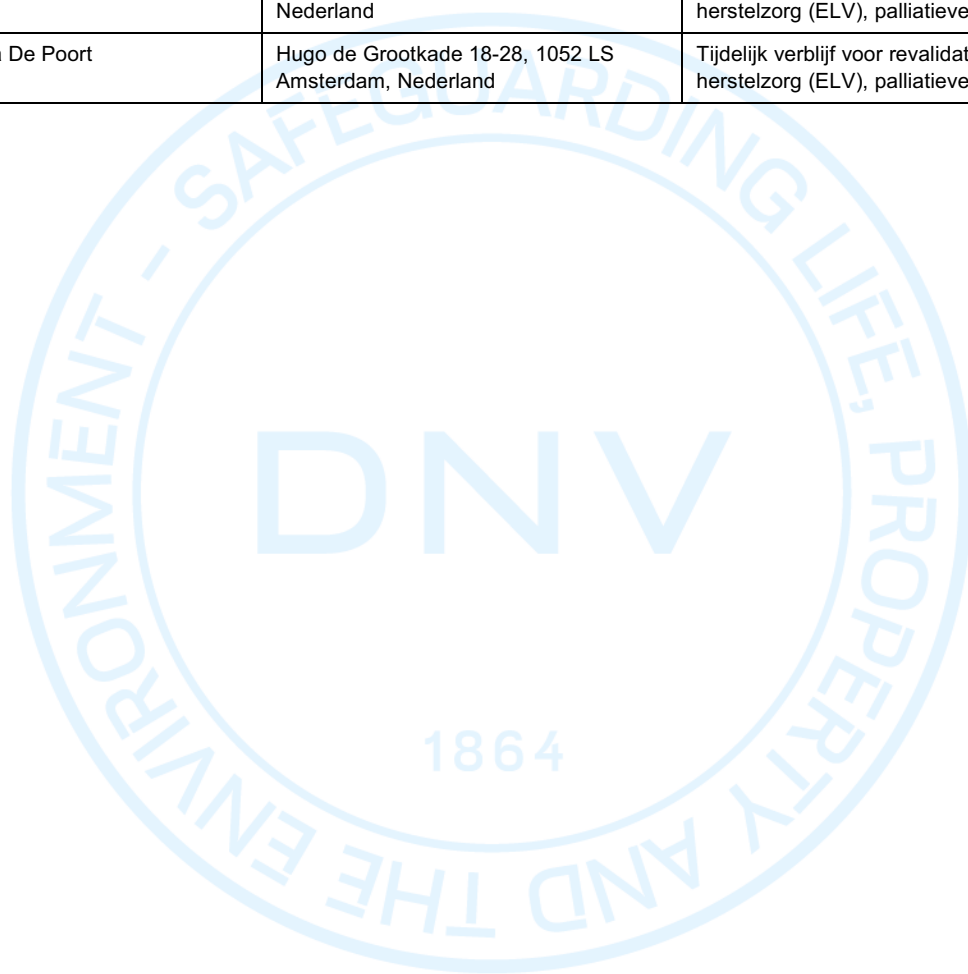 Nederland
herstelzorg (ELV), palliatieve
De Poort
Hugo de Grootkade 18-28, 1052 LS
Amsterdam, Nederland
Tijdelijk verblijf voor
herstelzorg (ELV), palliatieve
SAFEGUARDING LIFE, PROPERTY AND THE ENVIRONMENT -
DNV
1864